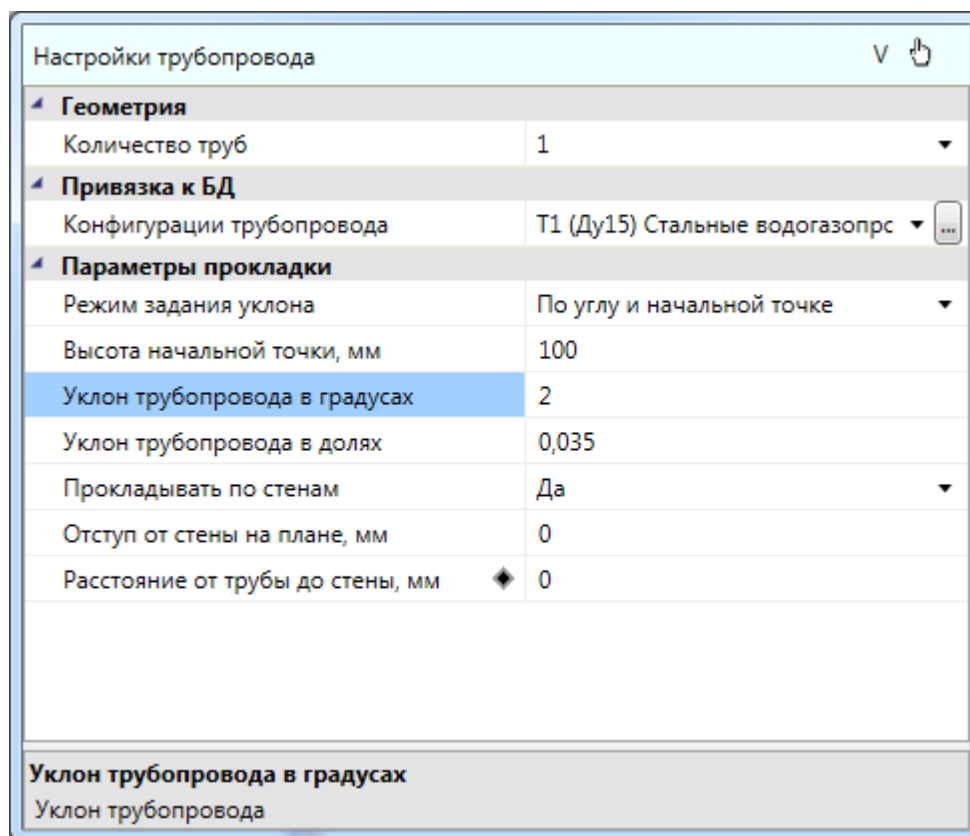 Настройки трубопровода V
Геометрия
Количество труб 1
Привязка к БД
Конфигурации трубопровода Т1 (Ду15) Стальные водогазопрс ...
Параметры прокладки
Режим задания уклона По углу и начальной точке
Высота начальной точки, мм 100
Уклон трубопровода в градусах 2
Уклон трубопровода в долях 0,035
Прокладывать по стенам Да
Отступ от стены на плане, мм 0
Расстояние от трубы до стены, мм 0
Уклон трубопровода в градусах
Уклон трубопровода